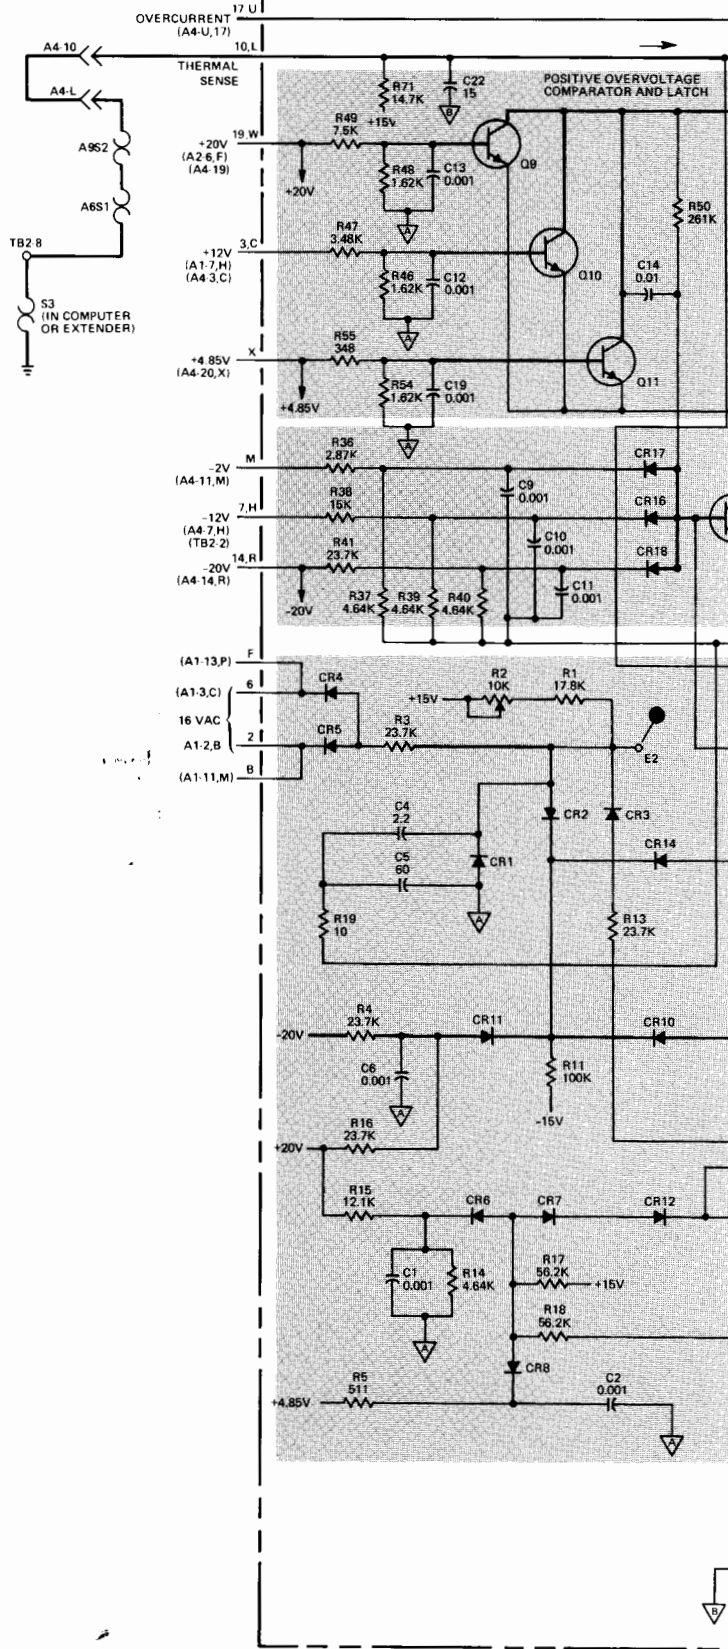 17 U
OVERCURRENT
(A4-U,17)
A4-10
10,L
THERMAL
SENSE
A4-L
R71
14.7K
+15V
C22
15
B
POSITIVE OVERVOLTAGE
COMPARATOR AND LATCH
A9S2
19,W
+20V
(A2-6,F)
(A4-19)
+20V
R49
7.5K
R48
1.62K
C13
0.001
A
Q9
A6S1
R50
261K
TB2-8
3,C
+12V
(A1-7,H)
(A4-3,C)
R47
3.48K
R46
1.62K
C12
0.001
A
Q10
C14
0.01
S3
(IN COMPUTER
OR EXTENDER)
X
+4.85V
(A4-20,X)
+4.85V
R55
348
R54
1.62K
C19
0.001
A
Q11
M
-2V
(A4-11,M)
R36
2.87K
C9
0.001
CR17
7,H
-12V
(A4-7,H)
(TB2-2)
R38
15K
C10
0.001
CR16
14,R
-20V
(A4-14,R)
-20V
R41
23.7K
C11
0.001
CR18
R37
4.64K
R39
4.64K
R40
4.64K
F
(A1-13,P)
6
(A1-3,C)
16 VAC
2
A1-2,B
B
(A1-11,M)
CR4
CR5
+15V
R2
10K
R1
17.8K
R3
23.7K
E2
C4
2.2
C5
60
CR1
A
CR2
CR3
CR14
R19
10
R13
23.7K
-20V
R4
23.7K
C6
0.001
A
CR11
CR10
R11
100K
-15V
+20V
R16
23.7K
R15
12.1K
CR6
CR7
CR12
C1
0.001
R14
4.64K
A
R17
56.2K
+15V
R18
56.2K
CR8
+4.85V
R5
511
C2
0.001
A
B